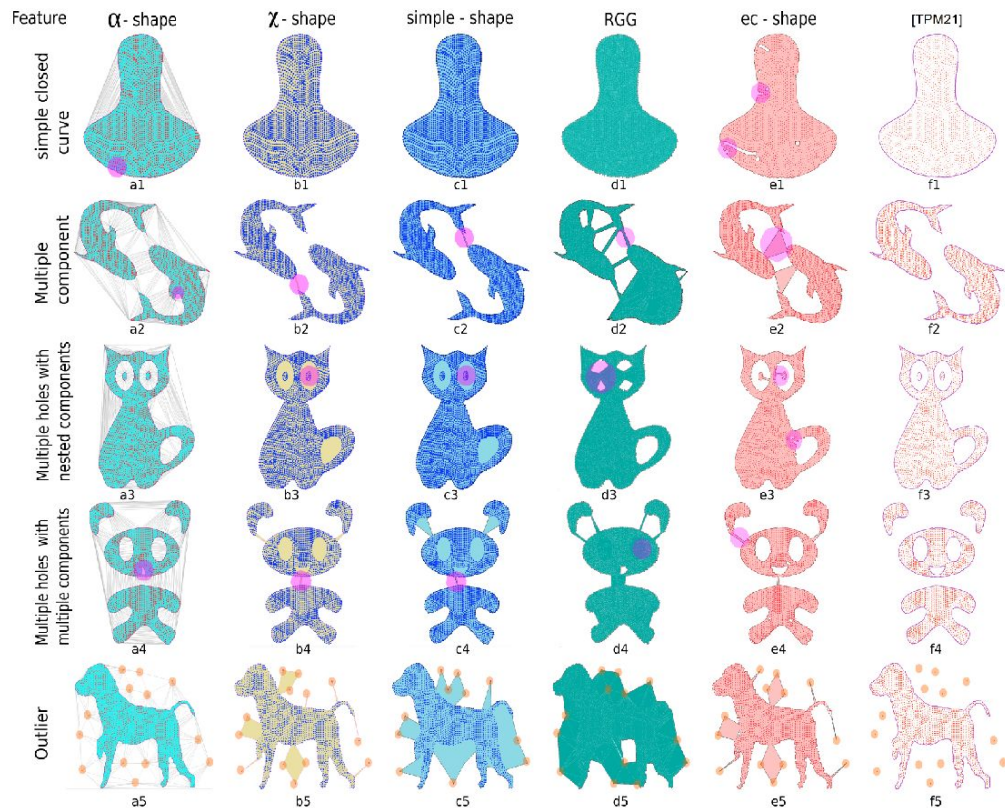 Feature α - shape χ - shape simple - shape RGG ec - shape [TPM21]
simple closed
curve
a1 b1 c1 d1 e1 f1
Multiple
component
a2 b2 c2 d2 e2 f2
Multiple holes with
nested components
a3 b3 c3 d3 e3 f3
Multiple holes with
multiple components
a4 b4 c4 d4 e4 f4
Outlier
a5 b5 c5 d5 e5 f5